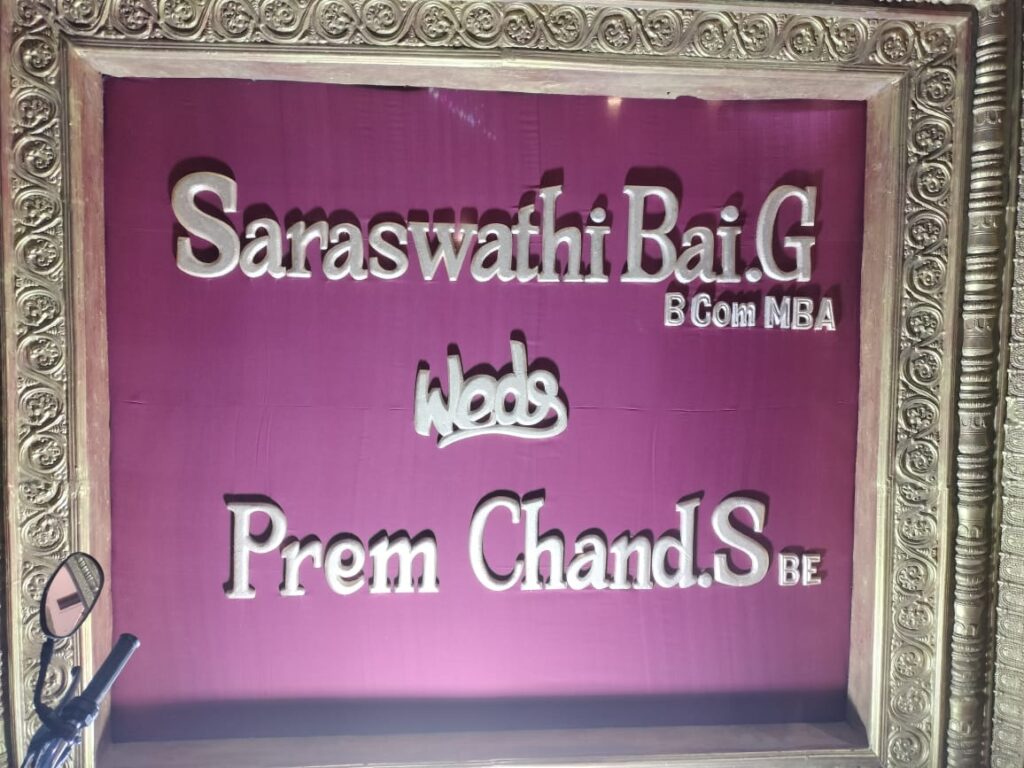 Saraswathi Bai.G
B Com MBA
Weds
Prem Chand.S BE